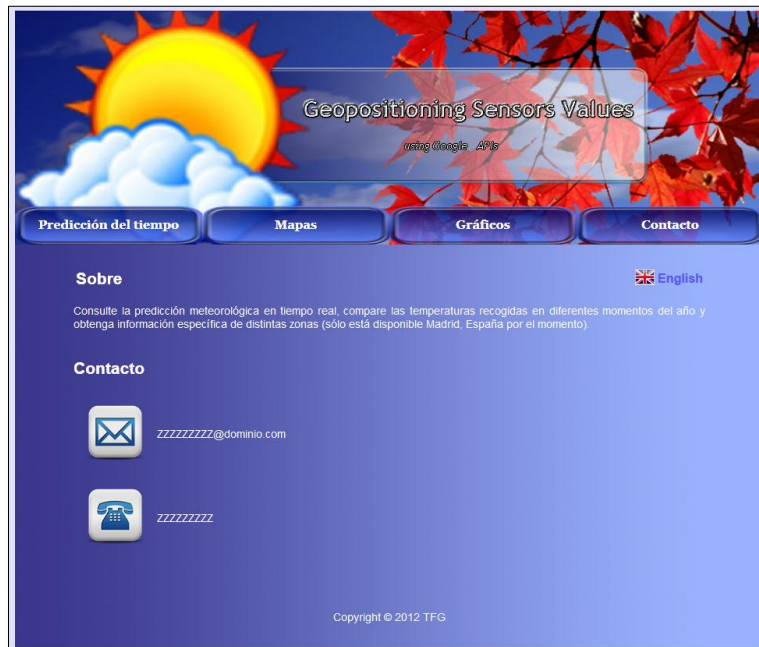 Geopositioning Sensors Values
using Google APIs
Predicción del tiempo
Mapas
Gráficos
Contacto
Sobre
English
Consulte la predicción meteorológica en tiempo real, compare las temperaturas recogidas en diferentes momentos del año y
obtenga información específica de distintas zonas (sólo está disponible Madrid, España por el momento).
Contacto
ZZZZZZZZZ@dominio.com
ZZZZZZZZZ
Copyright © 2012 TFG